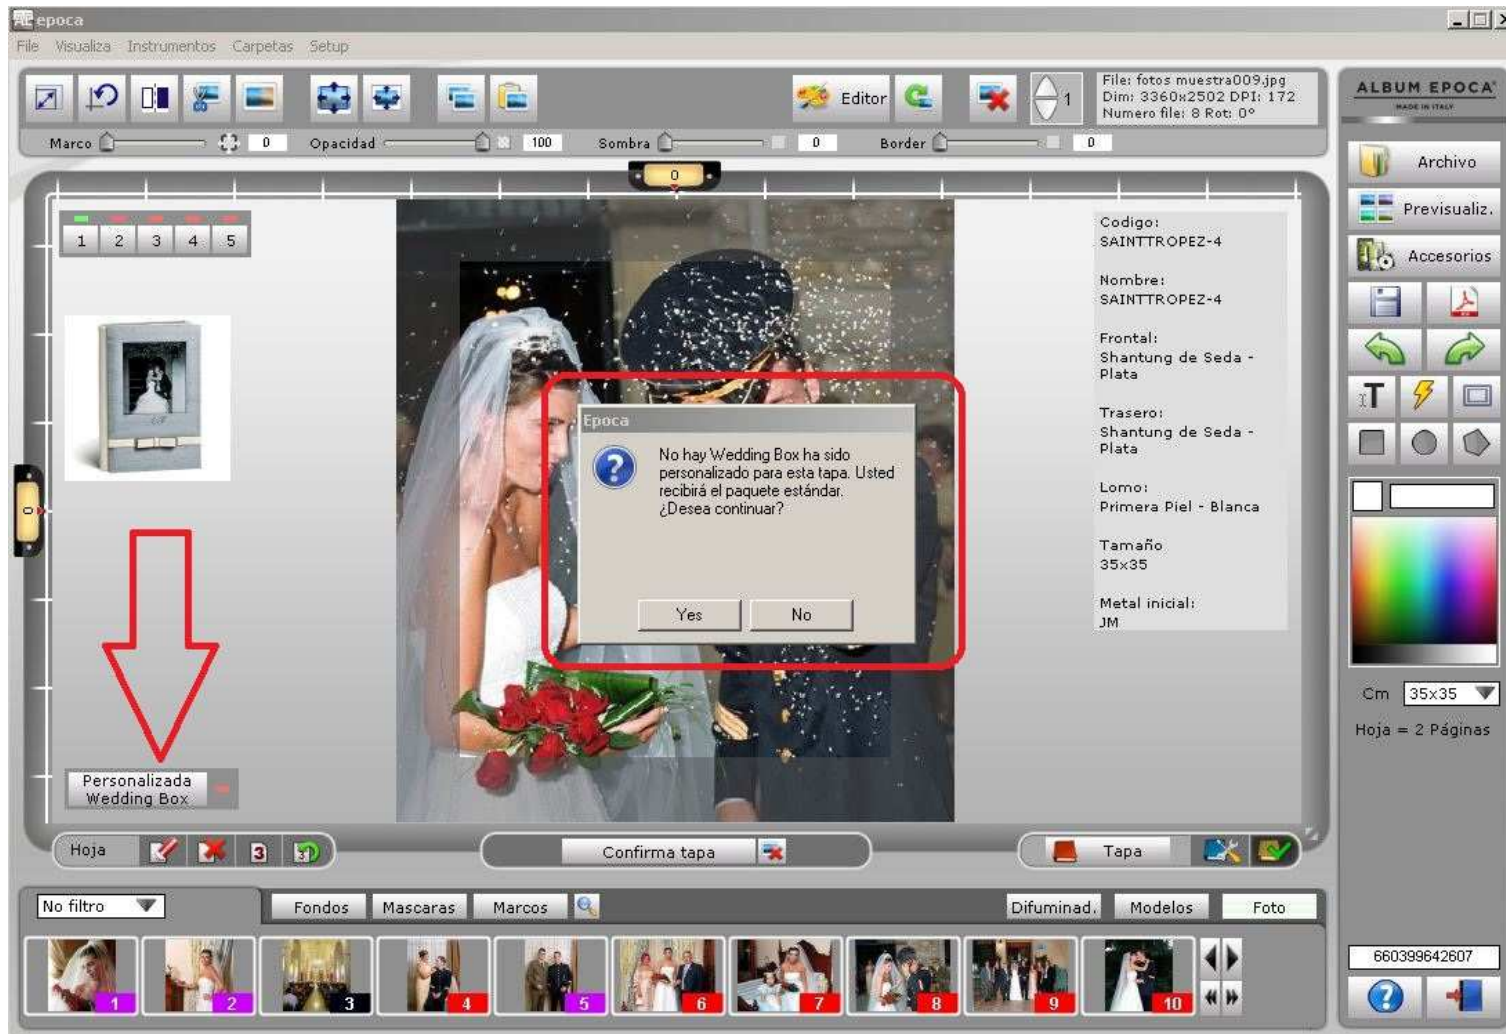 epoca
File Visualiza Instrumentos Carpetas Setup
Editor
1
File: fotos muestra009.jpg
Dim: 3360x2502 DPI: 172
Numero file: 8 Rot: 0°
Marco 0 Opacidad 100 Sombra 0 Border 0
ALBUM EPOCA
MADE IN ITALY
Archivo
Previsualiz.
Accesorios
T
Cm 35x35
Hoja = 2 Páginas
660399642607
0
0
1 2 3 4 5
Codigo:
SAINTTROPEZ-4
Nombre:
SAINTTROPEZ-4
Frontal:
Shantung de Seda -
Plata
Trasero:
Shantung de Seda -
Plata
Lomo:
Primera Piel - Blanca
Tamaño
35x35
Metal inicial:
JM
Epoca
No hay Wedding Box ha sido
personalizado para esta tapa. Usted
recibirá el paquete estándar.
¿Desea continuar?
Yes No
Personalizada
Wedding Box
Hoja 3
Confirma tapa
Tapa
No filtro
Fondos Mascaras Marcos
Difuminad. Modelos Foto
1 2 3 4 5 6 7 8 9 10